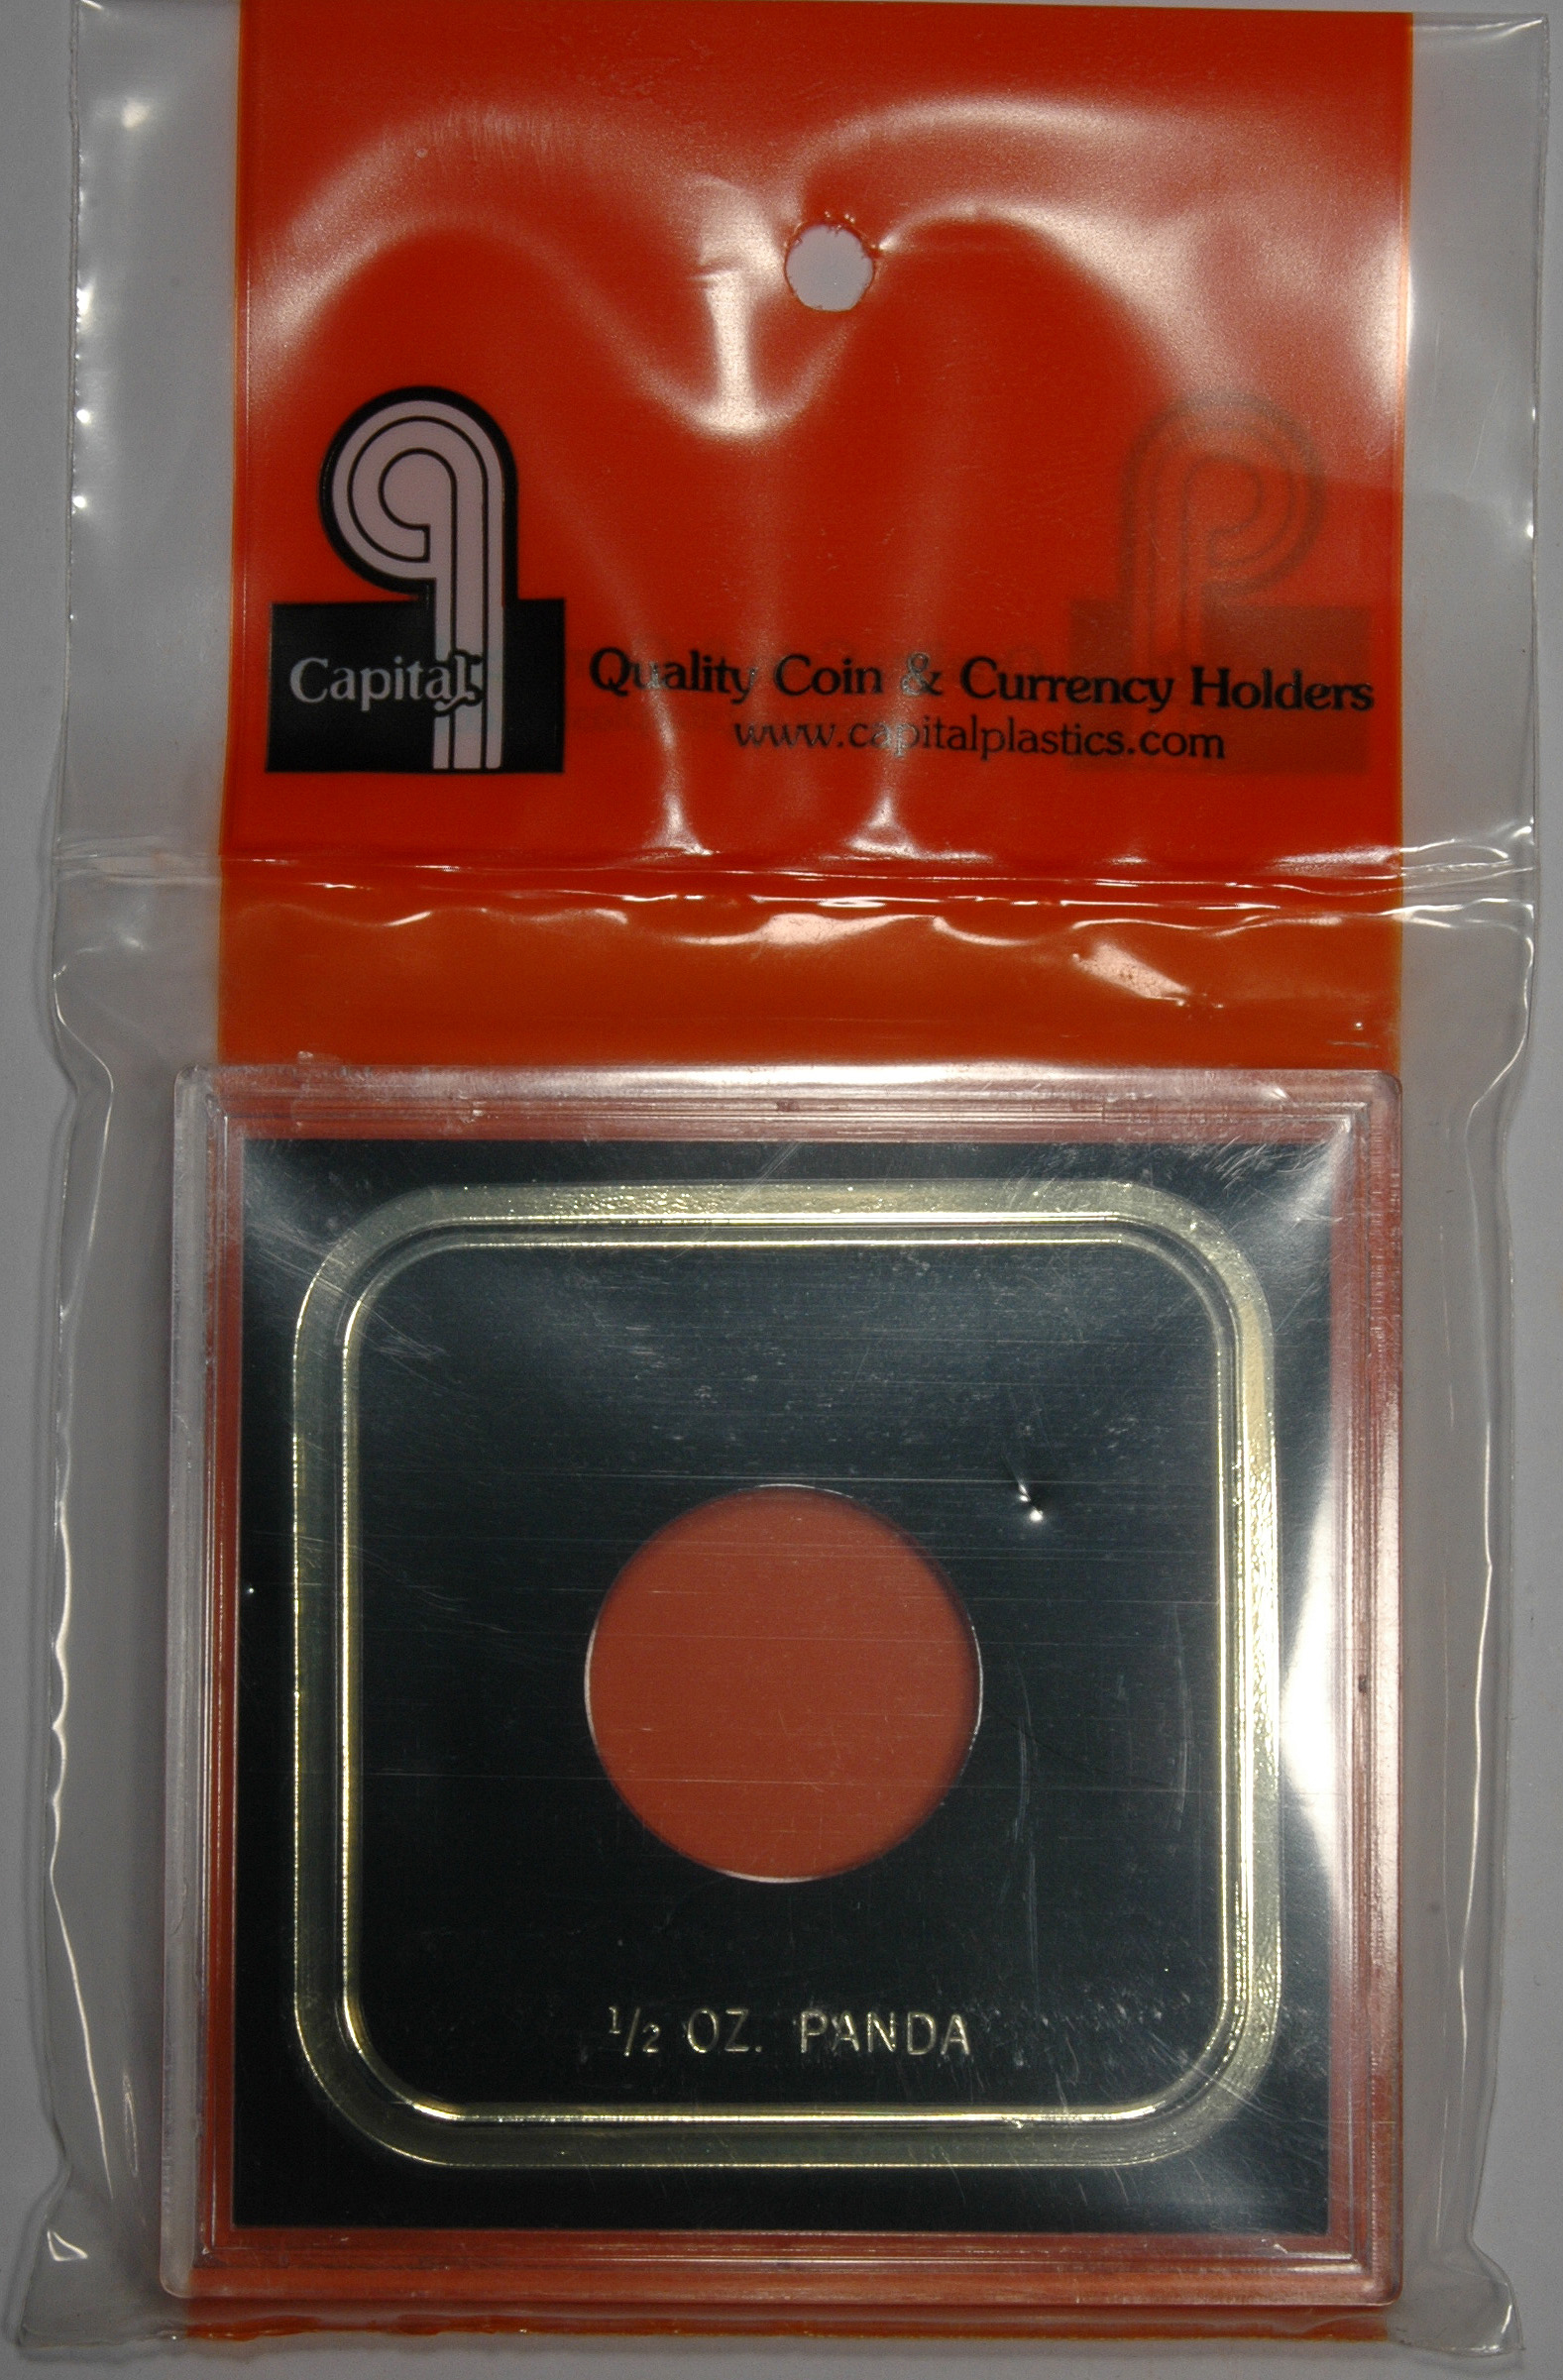 Capital
Quality Coin & Currency Holders
www.capitalplastics.com
½ OZ. PANDA